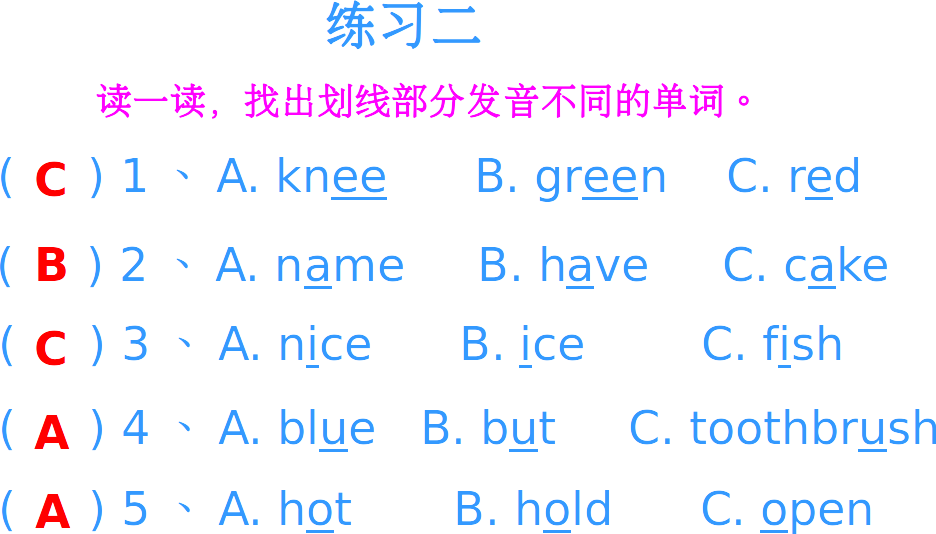 练习二
读一读，找出划线部分发音不同的单词。
( C ) 1、A. knee B. green C. red
( B ) 2、A. name B. have C. cake
( C ) 3、A. nice B. ice C. fish
( A ) 4、A. blue B. but C. toothbrush
( A ) 5、A. hot B. hold C. open